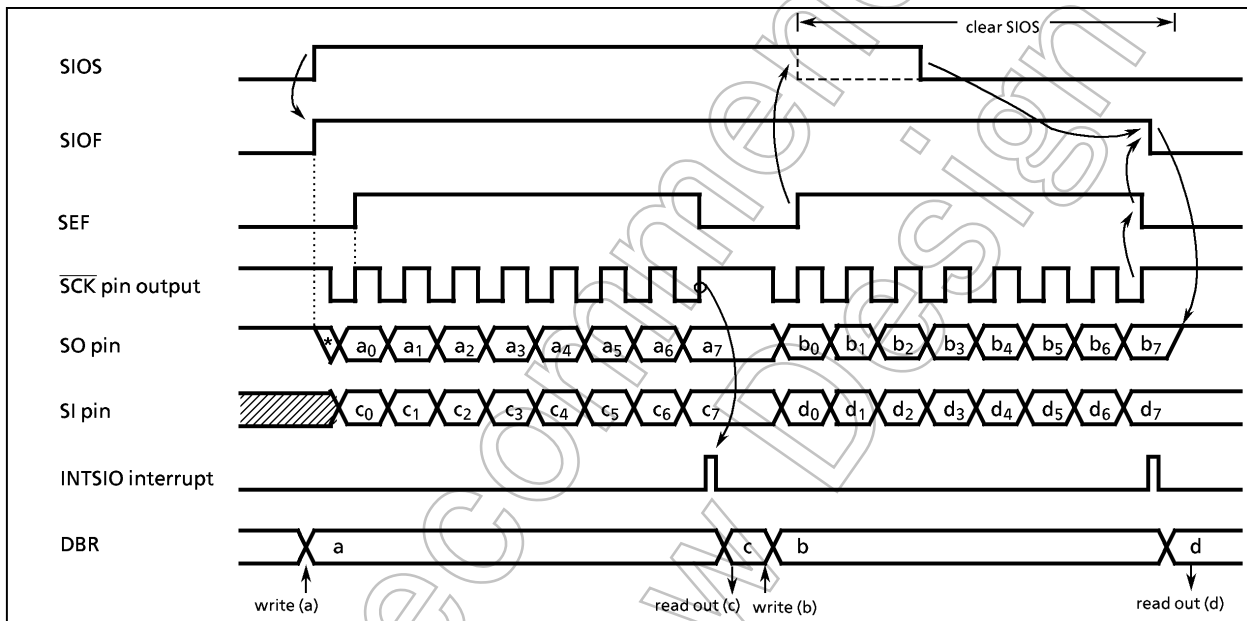 clear SIOS
SIOS
SIOF
SEF
SCK pin output
SO pin * a0 a1 a2 a3 a4 a5 a6 a7 b0 b1 b2 b3 b4 b5 b6 b7
SI pin c0 c1 c2 c3 c4 c5 c6 c7 d0 d1 d2 d3 d4 d5 d6 d7
INTSIO interrupt
DBR a c b d
write (a) read out (c) write (b) read out (d)
ecommen
w Design